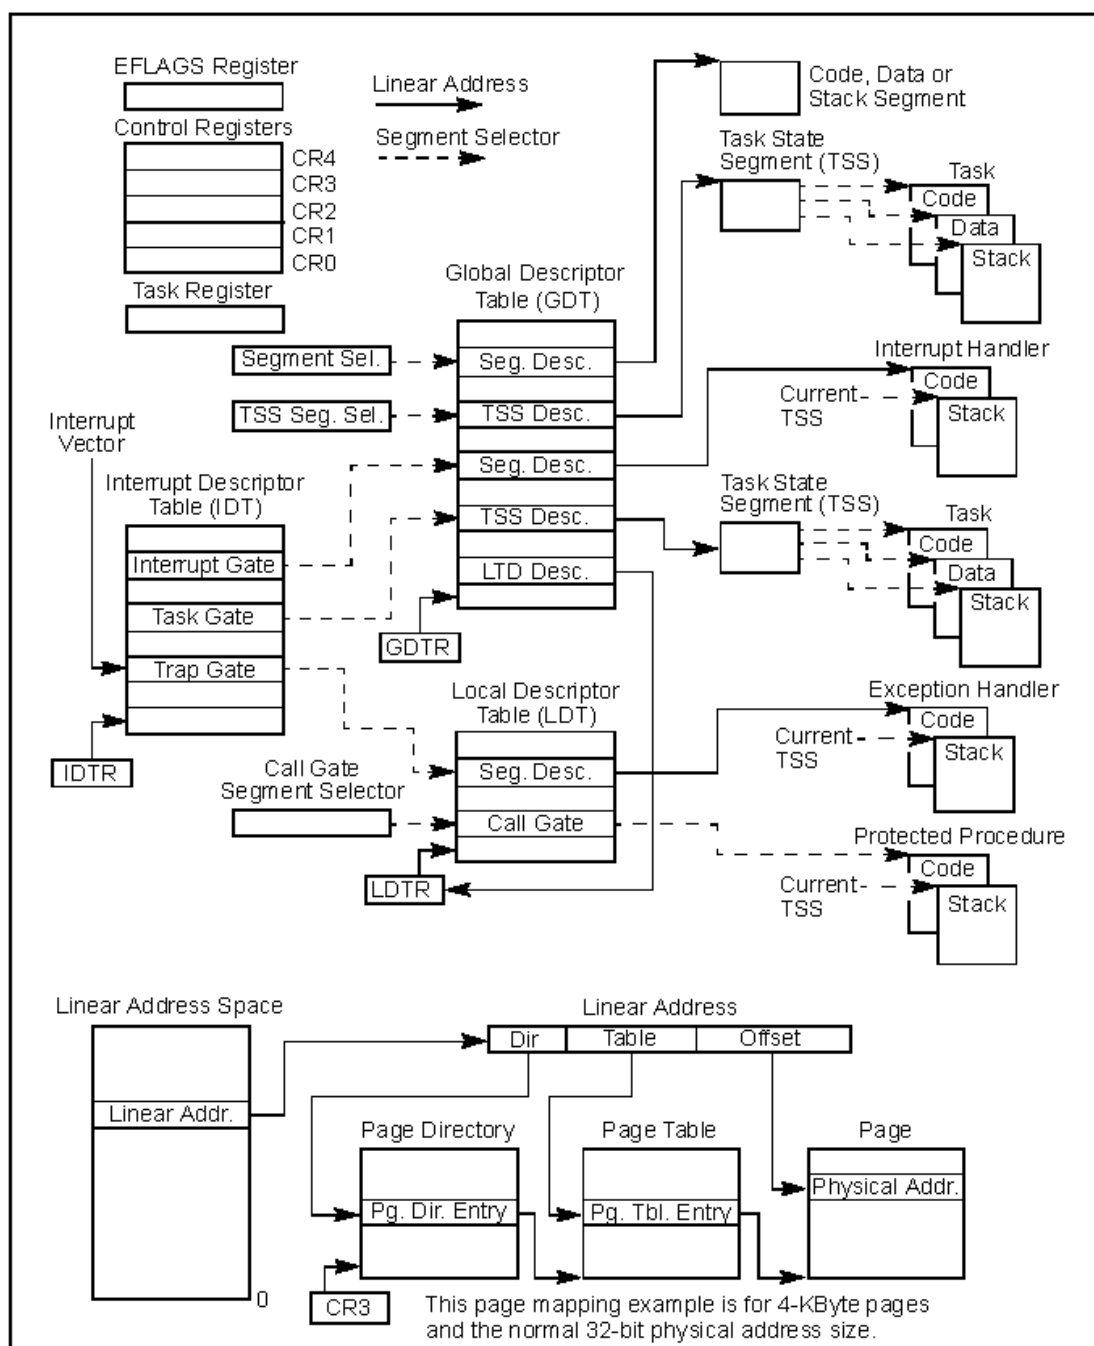 EFLAGS Register
Linear Address
Code, Data or
Stack Segment
Control Registers
Segment Selector
CR4
CR3
CR2
CR1
CR0
Task State
Segment (TSS)
Task
Code
Data
Stack
Task Register
Global Descriptor
Table (GDT)
Segment Sel.
Seg. Desc.
TSS Seg. Sel.
TSS Desc.
Seg. Desc.
TSS Desc.
LTD Desc.
GDTR
Interrupt Handler
Code
Current
TSS
Stack
Interrupt
Vector
Interrupt Descriptor
Table (IDT)
Interrupt Gate
Task Gate
Trap Gate
IDTR
Task State
Segment (TSS)
Task
Code
Data
Stack
Local Descriptor
Table (LDT)
Seg. Desc.
Call Gate
Call Gate
Segment Selector
LDTR
Exception Handler
Code
Current
TSS
Stack
Protected Procedure
Code
Current
TSS
Stack
Linear Address Space
Linear Addr.
0
Linear Address
Dir
Table
Offset
Page Directory
Pg. Dir. Entry
Page Table
Pg. Tbl. Entry
Page
Physical Addr.
CR3
This page mapping example is for 4-KByte pages
and the normal 32-bit physical address size.